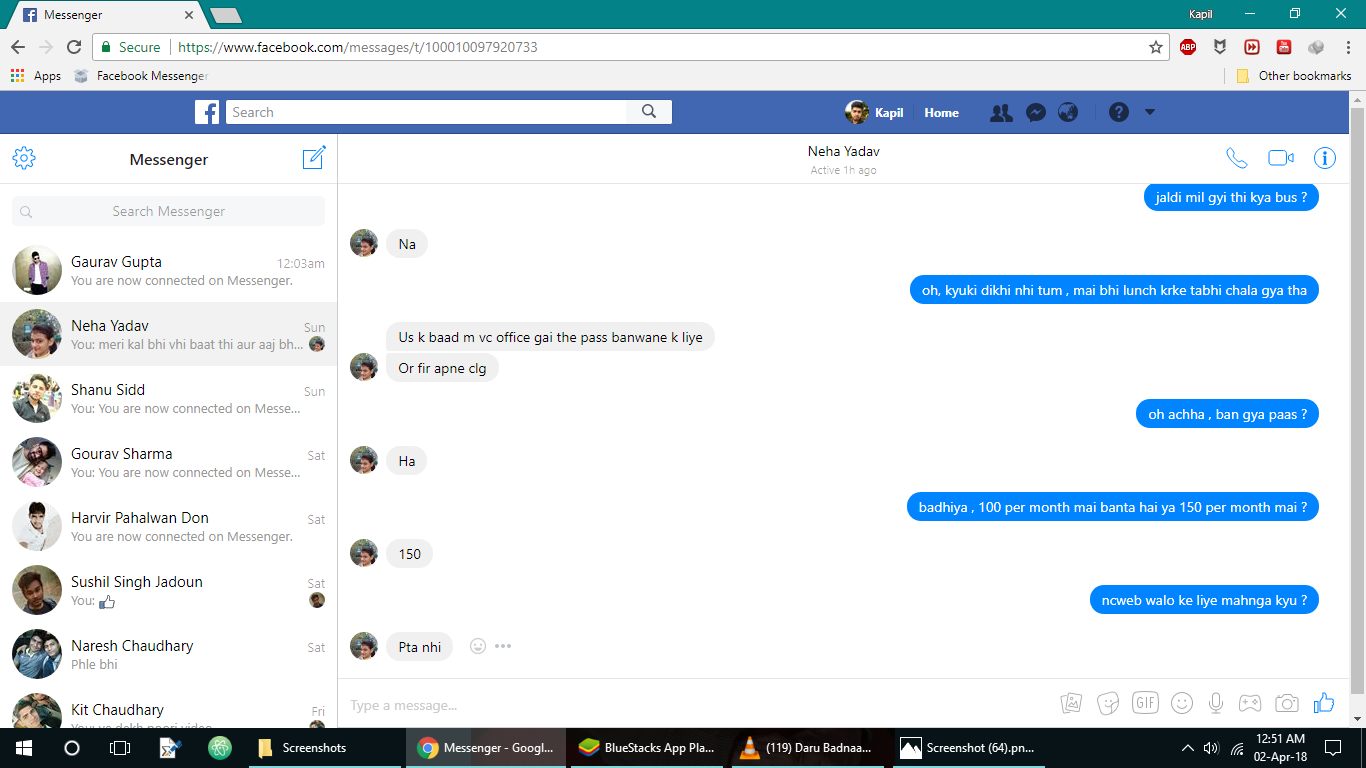 Messenger
Kapil
Secure
https://www.facebook.com/messages/t/100010097920733
ABP
Apps
Facebook Messenger
Other bookmarks
Search
Kapil
Home
Messenger
Search Messenger
Gaurav Gupta
12:03am
You are now connected on Messenger.
Neha Yadav
Sun
You: meri kal bhi vhi baat thi aur aaj bh...
Shanu Sidd
Sun
You: You are now connected on Messe...
Gourav Sharma
Sat
You: You are now connected on Messe...
Harvir Pahalwan Don
Sat
You are now connected on Messenger.
Sushil Singh Jadoun
Sat
You:
Naresh Chaudhary
Sat
Phle bhi
Kit Chaudhary
Fri
Neha Yadav
Active 1h ago
jaldi mil gyi thi kya bus ?
Na
oh, kyuki dikhi nhi tum , mai bhi lunch krke tabhi chala gya tha
Us k baad m vc office gai the pass banwane k liye
Or fir apne clg
oh achha , ban gya paas ?
Ha
badhiya , 100 per month mai banta hai ya 150 per month mai ?
150
ncweb walo ke liye mahnga kyu ?
Pta nhi
Type a message...
GIF
Screenshots
Messenger - Googl...
BlueStacks App Pla...
(119) Daru Badnaa...
Screenshot (64).pn...
12:51 AM
02-Apr-18